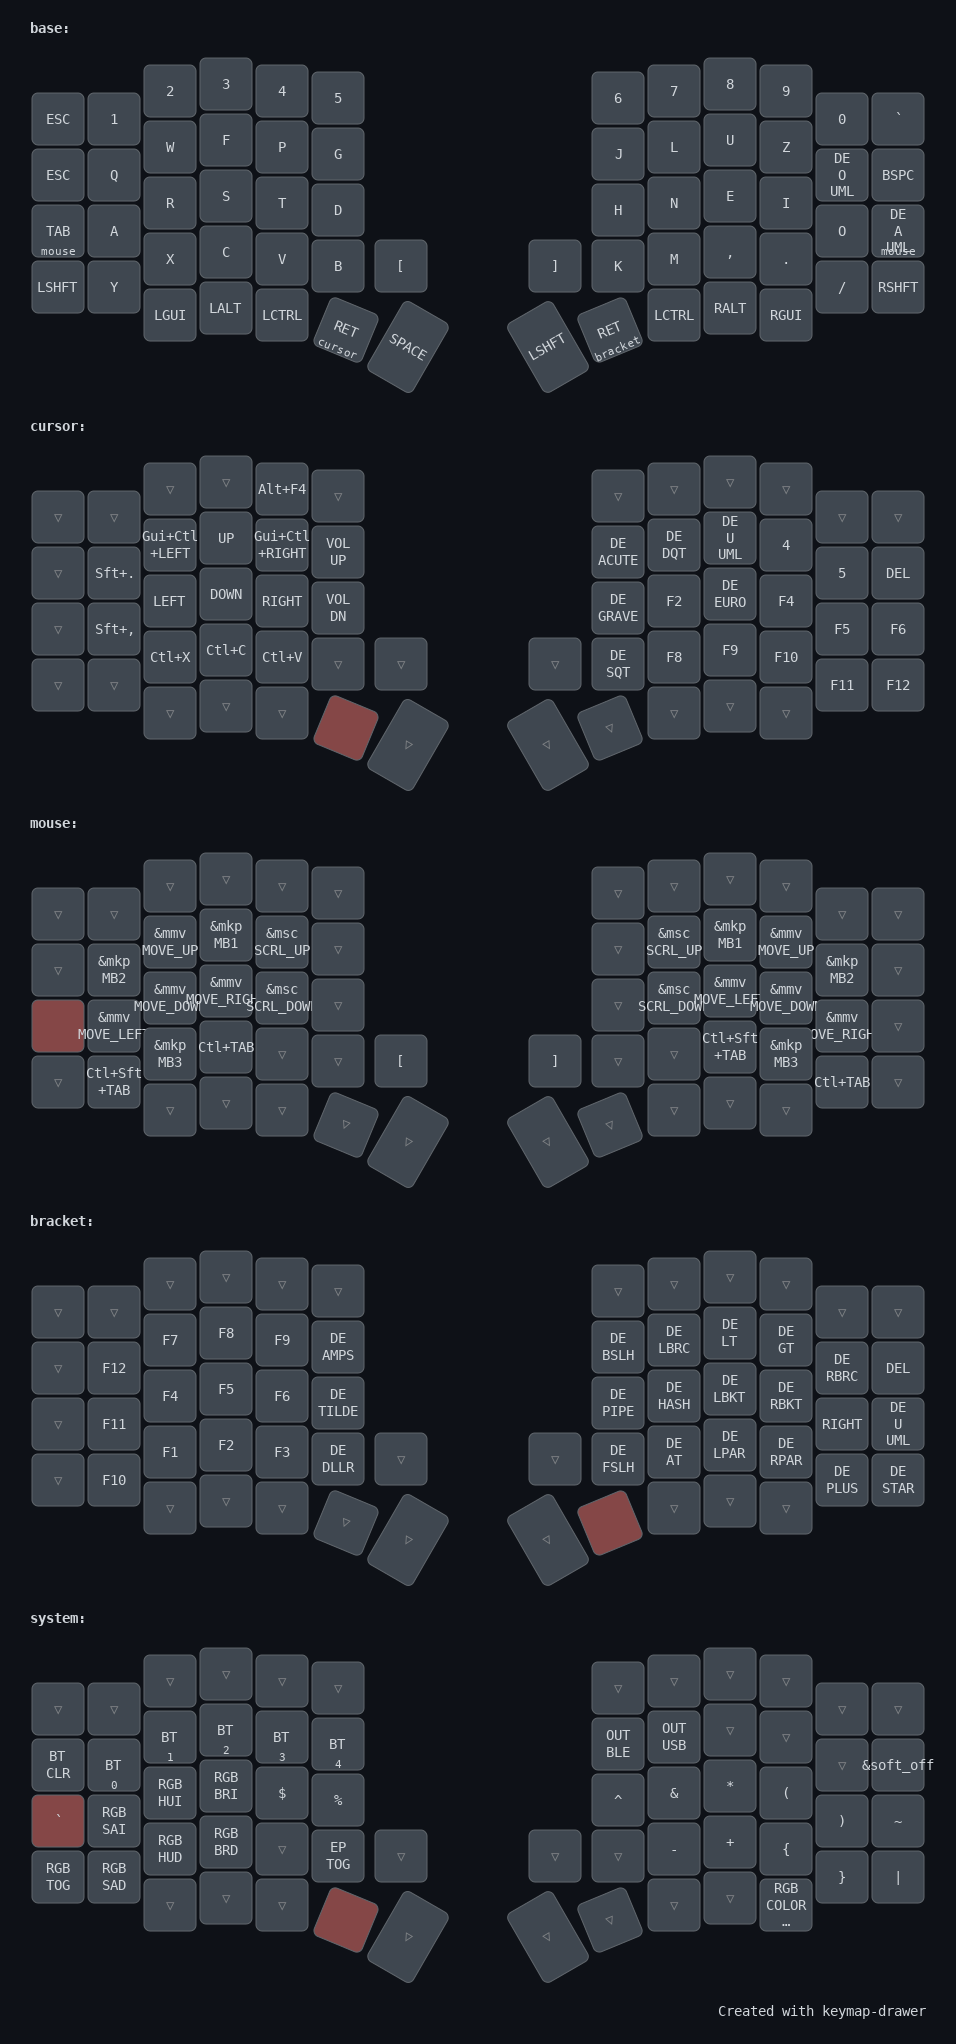 base:
ESC 1 2 3 4 5 6 7 8 9 0 `
ESC Q W F P G J L U Z DE O UML BSPC
TAB mouse A R S T D H N E I O DE A UML mouse
LSHFT Y X C V B [ ] K M , . / RSHFT
LGUI LALT LCTRL RET cursor SPACE LSHFT RET bracket LCTRL RALT RGUI
cursor:
▽ ▽ ▽ ▽ Alt+F4 ▽ ▽ ▽ ▽ ▽ ▽ ▽
▽ Sft+. Gui+Ctl +LEFT UP Gui+Ctl +RIGHT VOL UP DE ACUTE DE DQT DE U UML 4 5 DEL
▽ Sft+, LEFT DOWN RIGHT VOL DN DE GRAVE F2 DE EURO F4 F5 F6
▽ ▽ Ctl+X Ctl+C Ctl+V ▽ ▽ ▽ DE SQT F8 F9 F10 F11 F12
▽ ▽ ▽ ▽ ▽ ▽ ▽ ▽ ▽
mouse:
▽ ▽ ▽ ▽ ▽ ▽ ▽ ▽ ▽ ▽ ▽ ▽
▽ &mkp MB2 &mmv MOVE_UP &mkp MB1 &msc SCRL_UP ▽ ▽ &msc SCRL_UP &mkp MB1 &mmv MOVE_UP &mkp MB2 ▽
&mmv MOVE_LEFT &mmv MOVE_DOWN &mmv MOVE_RIGH &msc SCRL_DOWN ▽ ▽ &msc SCRL_DOWN &mmv MOVE_LEFT &mmv MOVE_DOWN &mmv OVE_RIGH ▽
▽ Ctl+Sft +TAB &mkp MB3 Ctl+TAB ▽ ▽ [ ] ▽ ▽ Ctl+Sft +TAB &mkp MB3 Ctl+TAB ▽
▽ ▽ ▽ ▽ ▽ ▽ ▽ ▽ ▽ ▽
bracket:
▽ ▽ ▽ ▽ ▽ ▽ ▽ ▽ ▽ ▽ ▽ ▽
▽ F12 F7 F8 F9 DE AMPS DE BSLH DE LBRC DE LT DE GT DE RBRC DEL
▽ F11 F4 F5 F6 DE TILDE DE PIPE DE HASH DE LBKT DE RBKT RIGHT DE U UML
▽ F10 F1 F2 F3 DE DLLR ▽ ▽ DE FSLH DE AT DE LPAR DE RPAR DE PLUS DE STAR
▽ ▽ ▽ ▽ ▽ ▽ ▽ ▽ ▽
system:
▽ ▽ ▽ ▽ ▽ ▽ ▽ ▽ ▽ ▽ ▽ ▽
BT CLR BT 0 BT 1 BT 2 BT 3 BT 4 OUT BLE OUT USB ▽ ▽ ▽ &soft_off
` RGB SAI RGB HUI RGB BRI $ % ^ & * ( ) ~
RGB TOG RGB SAD RGB HUD RGB BRD ▽ EP TOG ▽ ▽ ▽ - + { } |
▽ ▽ ▽ ▽ ▽ ▽ ▽ ▽ RGB COLOR …
Created with keymap-drawer